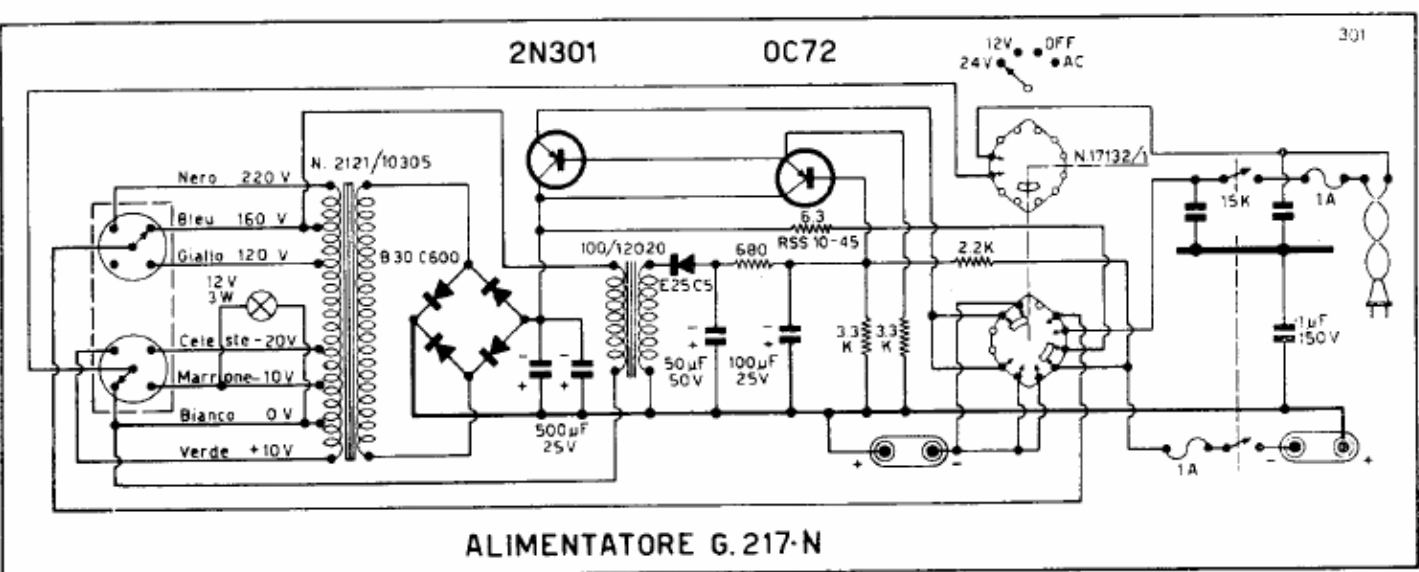 301
2N301 OC72
12V OFF
24V AC
N. 2121/10305
N.17132/1
Nero 220 V
Bleu 160 V
Giallo 120 V
12 V
3 W
Celeste-20V
Marrone-10V
Bianco 0 V
Verde +10V
B30 C600
- -
+ +
500µF
25V
100/12020
E25C5
680
6.3
RSS 10-45
2.2K
- 
+
50µF
50V
-
+
100µF
25V
3.3
K
3.3
K
15K
1A
1µF
150V
+ -
1A
- +
ALIMENTATORE G.217-N